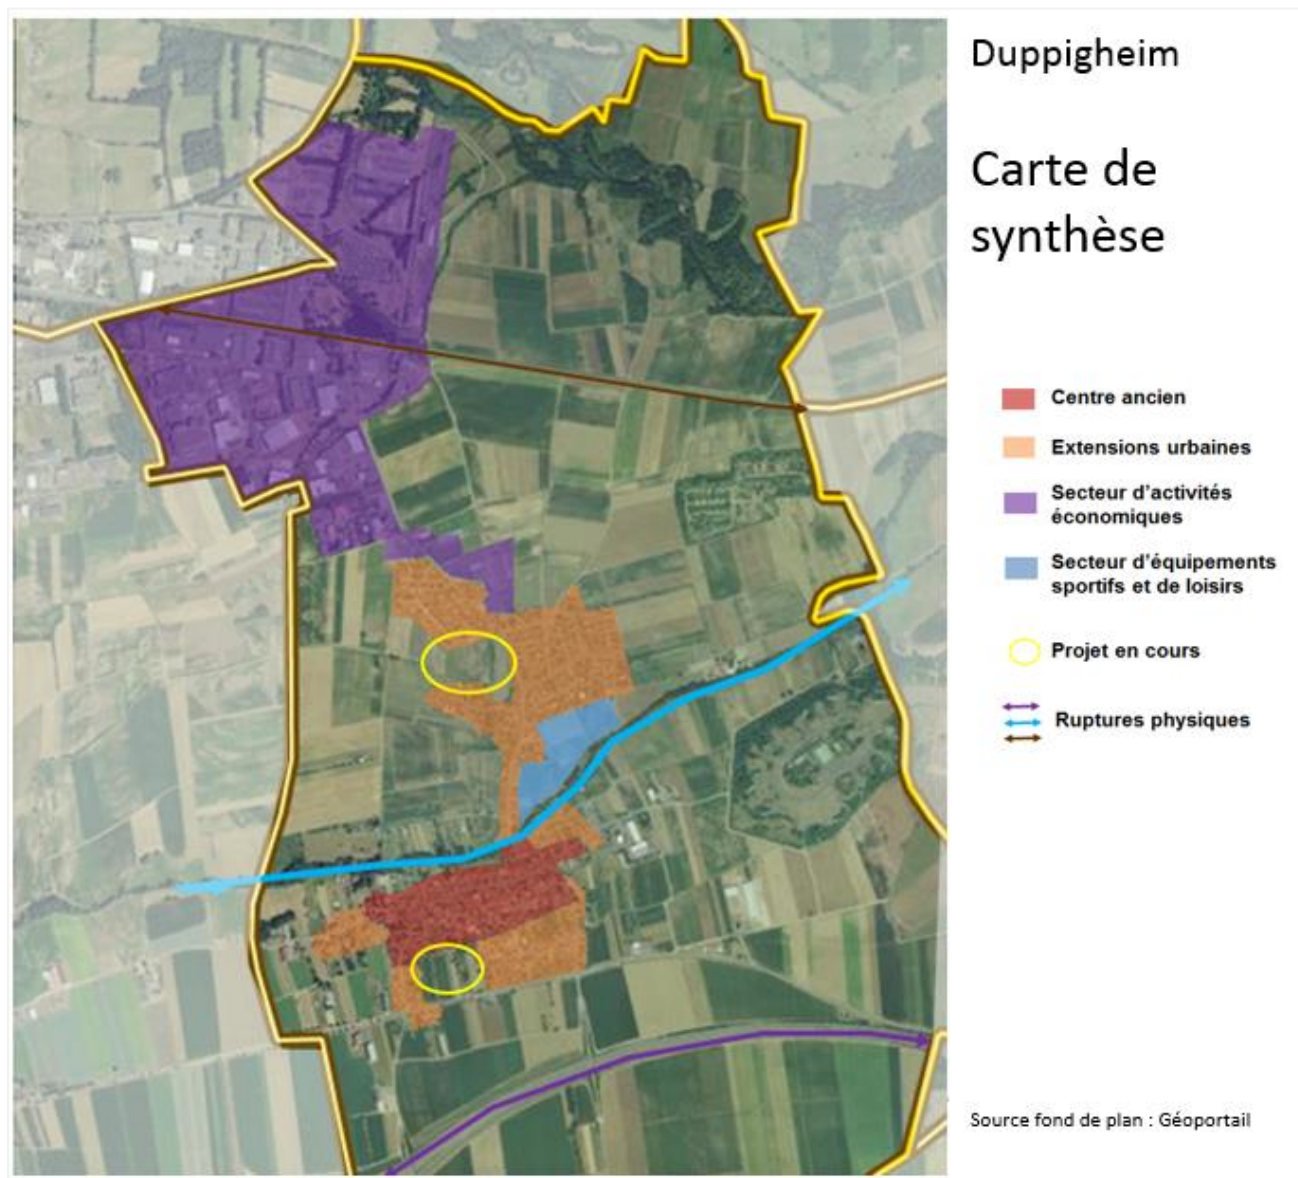 Duppigheim
Carte de
synthèse
Centre ancien
Extensions urbaines
Secteur d'activités
économiques
Secteur d'équipements
sportifs et de loisirs
Projet en cours
Ruptures physiques
Source fond de plan : Géoportail